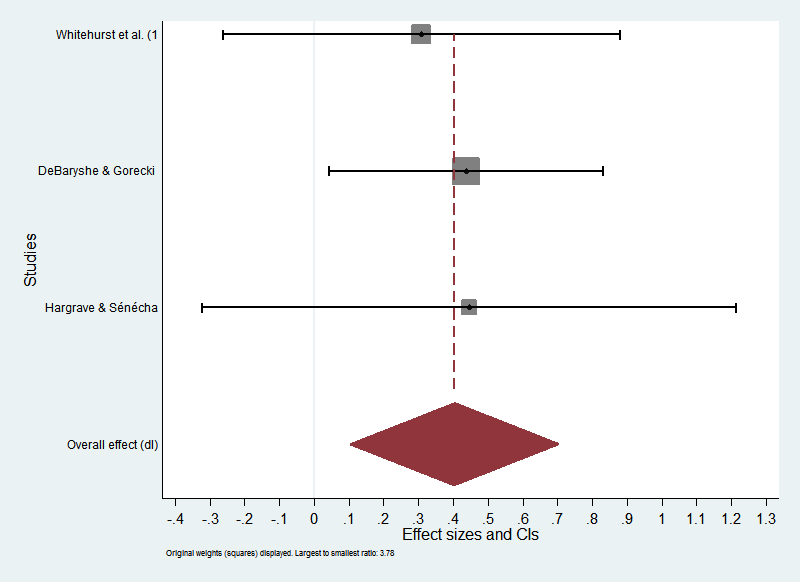 Whitehurst et al. (1
DeBaryshe & Gorecki
Studies
Hargrave & Sénécha
Overall effect (dl)
-.4 -.3 -.2 -.1 0 .1 .2 .3 .4 .5 .6 .7 .8 .9 1 1.1 1.2 1.3
Effect sizes and CIs
Original weights (squares) displayed. Largest to smallest ratio: 3.78